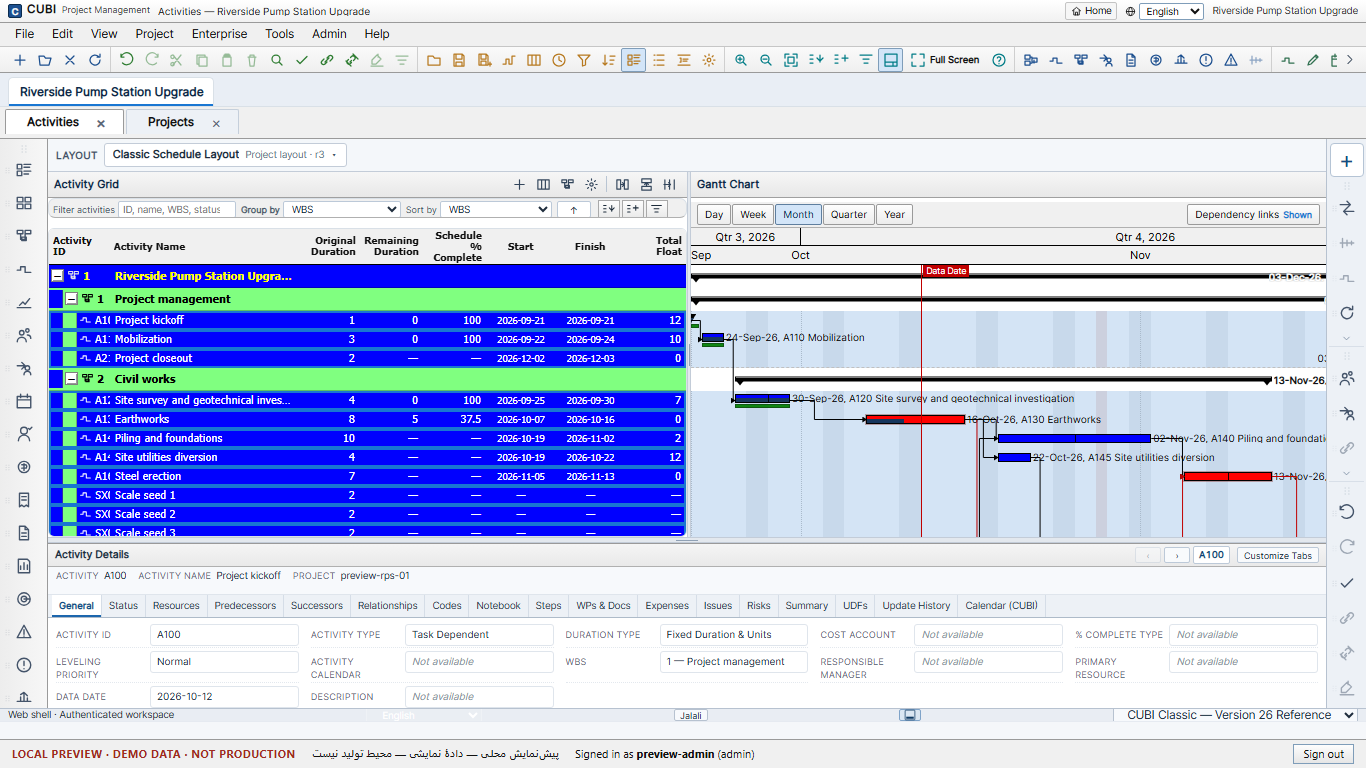 CUBI Project Management Activities — Riverside Pump Station Upgrade Home English Riverside Pump Station Upgrade
File Edit View Project Enterprise Tools Admin Help
Full Screen
Riverside Pump Station Upgrade
Activities Projects
LAYOUT Classic Schedule Layout Project layout · r3
Activity Grid Gantt Chart
Filter activities ID, name, WBS, status Group by WBS Sort by WBS
Day Week Month Quarter Year Dependency links Shown
Activity ID Activity Name Original Duration Remaining Duration Schedule % Complete Start Finish Total Float
Qtr 3, 2026 Qtr 4, 2026
Sep Oct Nov
1 Riverside Pump Station Upgra... Data Date 03-Dec-26
1 Project management
A10 Project kickoff 1 0 100 2026-09-21 2026-09-21 12
A11 Mobilization 3 0 100 2026-09-22 2026-09-24 10 24-Sep-26, A110 Mobilization
A21 Project closeout 2 — — 2026-12-02 2026-12-03 0 03
2 Civil works 13-Nov-26,
A12 Site survey and geotechnical inves... 4 0 100 2026-09-25 2026-09-30 7 30-Sep-26, A120 Site survey and geotechnical investigation
A13 Earthworks 8 5 37.5 2026-10-07 2026-10-16 0 16-Oct-26, A130 Earthworks
A14 Piling and foundations 10 — — 2026-10-19 2026-11-02 2 02-Nov-26, A140 Piling and foundati
A14 Site utilities diversion 4 — — 2026-10-19 2026-10-22 12 22-Oct-26, A145 Site utilities diversion
A16 Steel erection 7 — — 2026-11-05 2026-11-13 0 13-Nov-26,
SX0 Scale seed 1 2 — — — — —
SX0 Scale seed 2 2 — — — — —
SX0 Scale seed 3 2 — — — — —
Activity Details A100 Customize Tabs
ACTIVITY A100 ACTIVITY NAME Project kickoff PROJECT preview-rps-01
General Status Resources Predecessors Successors Relationships Codes Notebook Steps WPs & Docs Expenses Issues Risks Summary UDFs Update History Calendar (CUBI)
ACTIVITY ID A100 ACTIVITY TYPE Task Dependent DURATION TYPE Fixed Duration & Units COST ACCOUNT Not available % COMPLETE TYPE Not available
LEVELING PRIORITY Normal ACTIVITY CALENDAR Not available WBS 1 — Project management RESPONSIBLE MANAGER Not available PRIMARY RESOURCE Not available
DATA DATE 2026-10-12 DESCRIPTION Not available
Web shell · Authenticated workspace English Jalali CUBI Classic — Version 26 Reference
LOCAL PREVIEW · DEMO DATA · NOT PRODUCTION پیش‌نمایش محلی — دادهٔ نمایشی — محیط تولید نیست Signed in as preview-admin (admin) Sign out